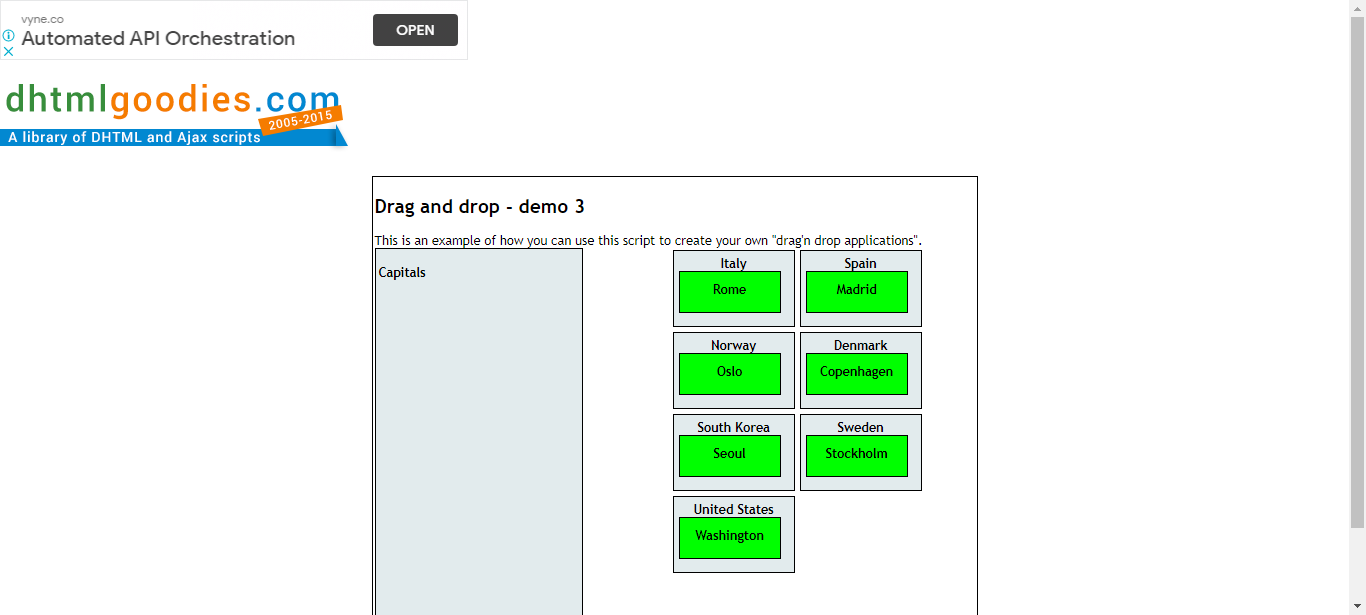 vyne.co
Automated API Orchestration
OPEN
dhtmlgoodies.com
2005-2015
A library of DHTML and Ajax scripts
Drag and drop - demo 3
This is an example of how you can use this script to create your own "drag'n drop applications".
Capitals
Italy
Rome
Spain
Madrid
Norway
Oslo
Denmark
Copenhagen
South Korea
Seoul
Sweden
Stockholm
United States
Washington